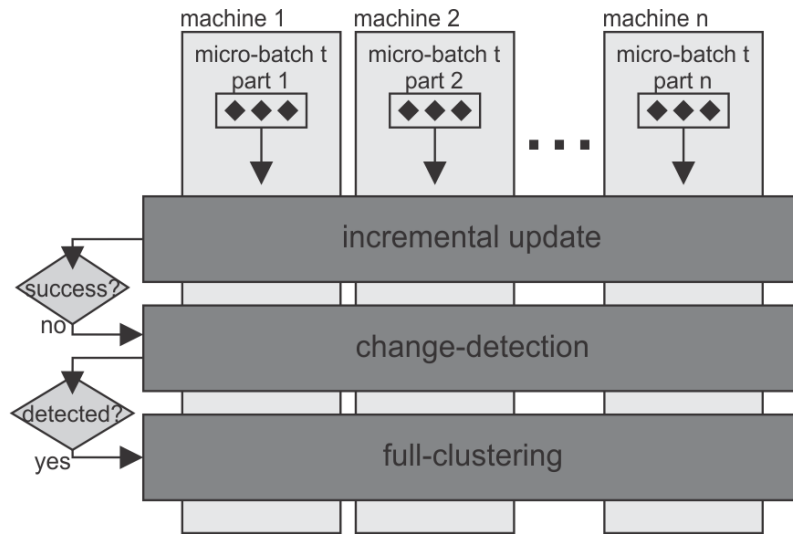 machine 1
machine 2
machine n
micro-batch t
part 1
micro-batch t
part 2
micro-batch t
part n
incremental update
success?
no
change-detection
detected?
yes
full-clustering